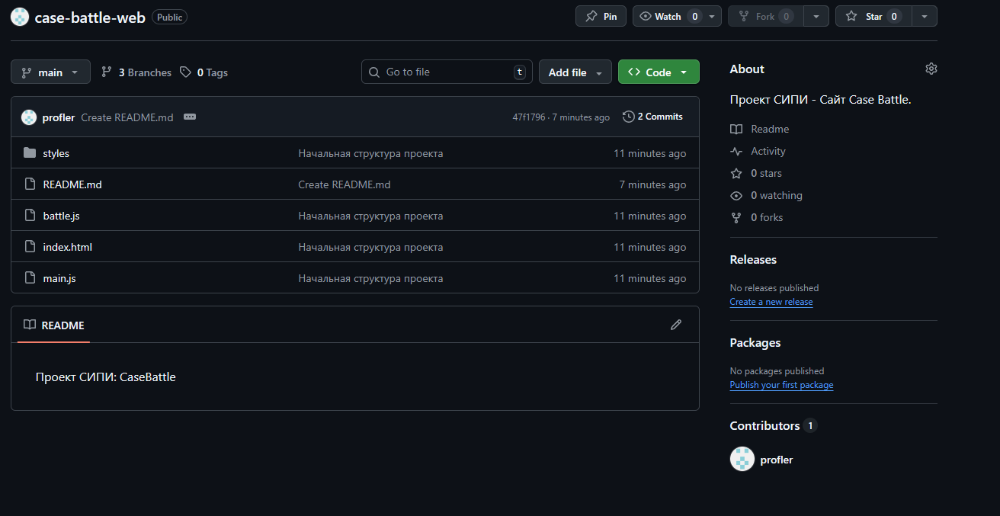 case-battle-web Public Pin Watch 0 Fork 0 Star 0
main 3 Branches 0 Tags Go to file t Add file Code
profler Create README.md 47f1796 · 7 minutes ago 2 Commits
styles Начальная структура проекта 11 minutes ago
README.md Create README.md 7 minutes ago
battle.js Начальная структура проекта 11 minutes ago
index.html Начальная структура проекта 11 minutes ago
main.js Начальная структура проекта 11 minutes ago
README
Проект СИПИ: CaseBattle
About
Проект СИПИ - Сайт Case Battle.
Readme
Activity
0 stars
0 watching
0 forks
Releases
No releases published
Create a new release
Packages
No packages published
Publish your first package
Contributors 1
profler